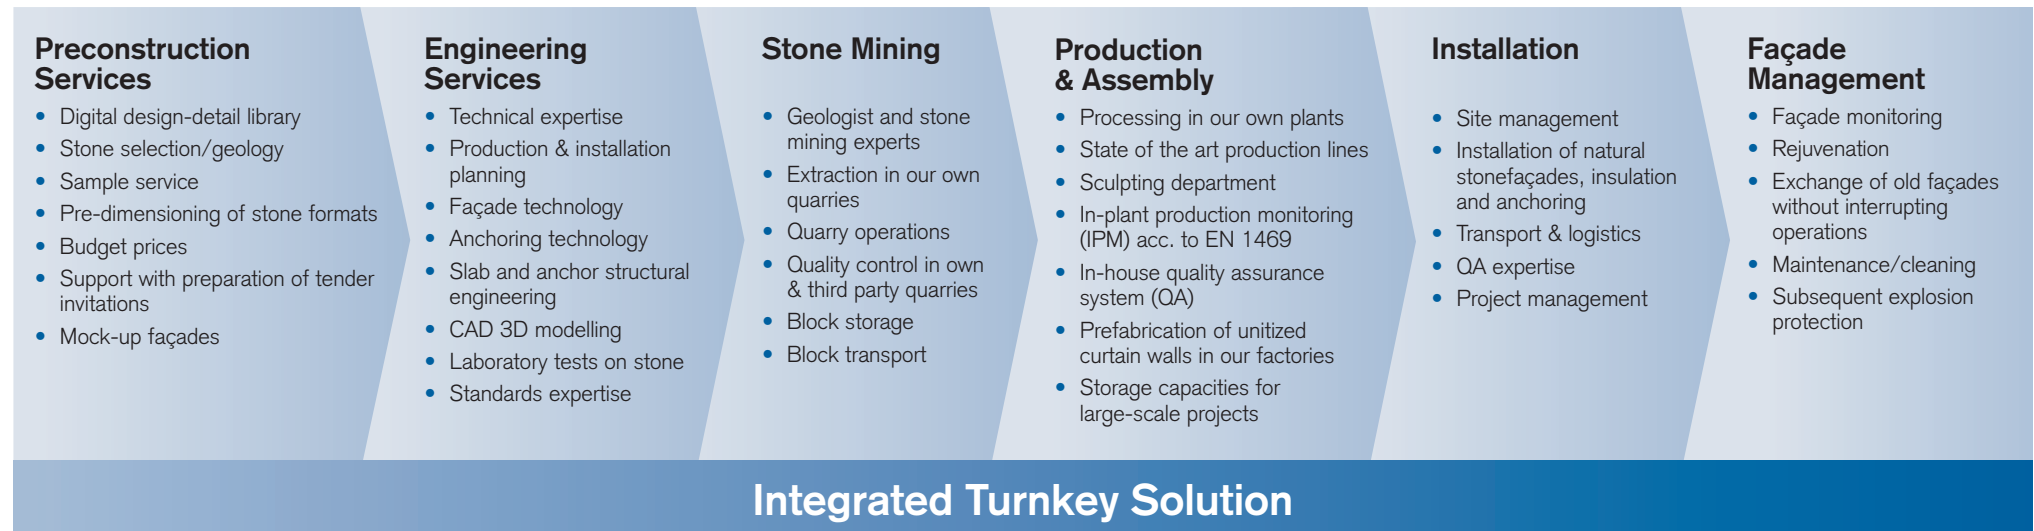 Preconstruction
Services
• Digital design-detail library
• Stone selection/geology
• Sample service
• Pre-dimensioning of stone formats
• Budget prices
• Support with preparation of tender
invitations
• Mock-up façades
Engineering
Services
• Technical expertise
• Production & installation
planning
• Façade technology
• Anchoring technology
• Slab and anchor structural
engineering
• CAD 3D modelling
• Laboratory tests on stone
• Standards expertise
Stone Mining
• Geologist and stone
mining experts
• Extraction in our own
quarries
• Quarry operations
• Quality control in own
& third party quarries
• Block storage
• Block transport
Production
& Assembly
• Processing in our own plants
• State of the art production lines
• Sculpting department
• In-plant production monitoring
(IPM) acc. to EN 1469
• In-house quality assurance
system (QA)
• Prefabrication of unitized
curtain walls in our factories
• Storage capacities for
large-scale projects
Installation
• Site management
• Installation of natural
stonefaçades, insulation
and anchoring
• Transport & logistics
• QA expertise
• Project management
Façade
Management
• Façade monitoring
• Rejuvenation
• Exchange of old façades
without interrupting
operations
• Maintenance/cleaning
• Subsequent explosion
protection
Integrated Turnkey Solution